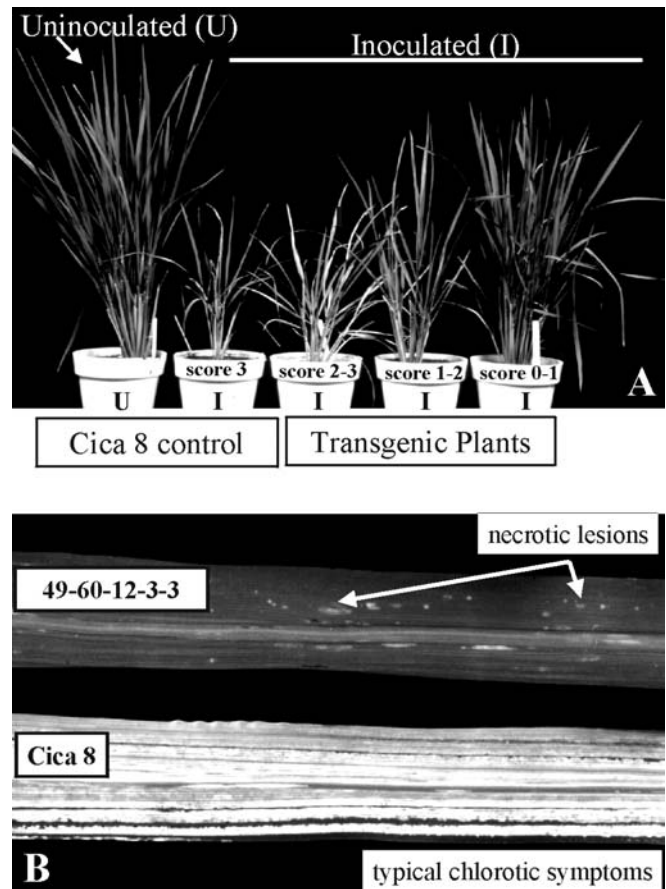 Uninoculated (U)
Inoculated (I)
score 3
score 2-3
score 1-2
score 0-1
U
I
I
I
I
A
Cica 8 control
Transgenic Plants
necrotic lesions
49-60-12-3-3
Cica 8
B
typical chlorotic symptoms